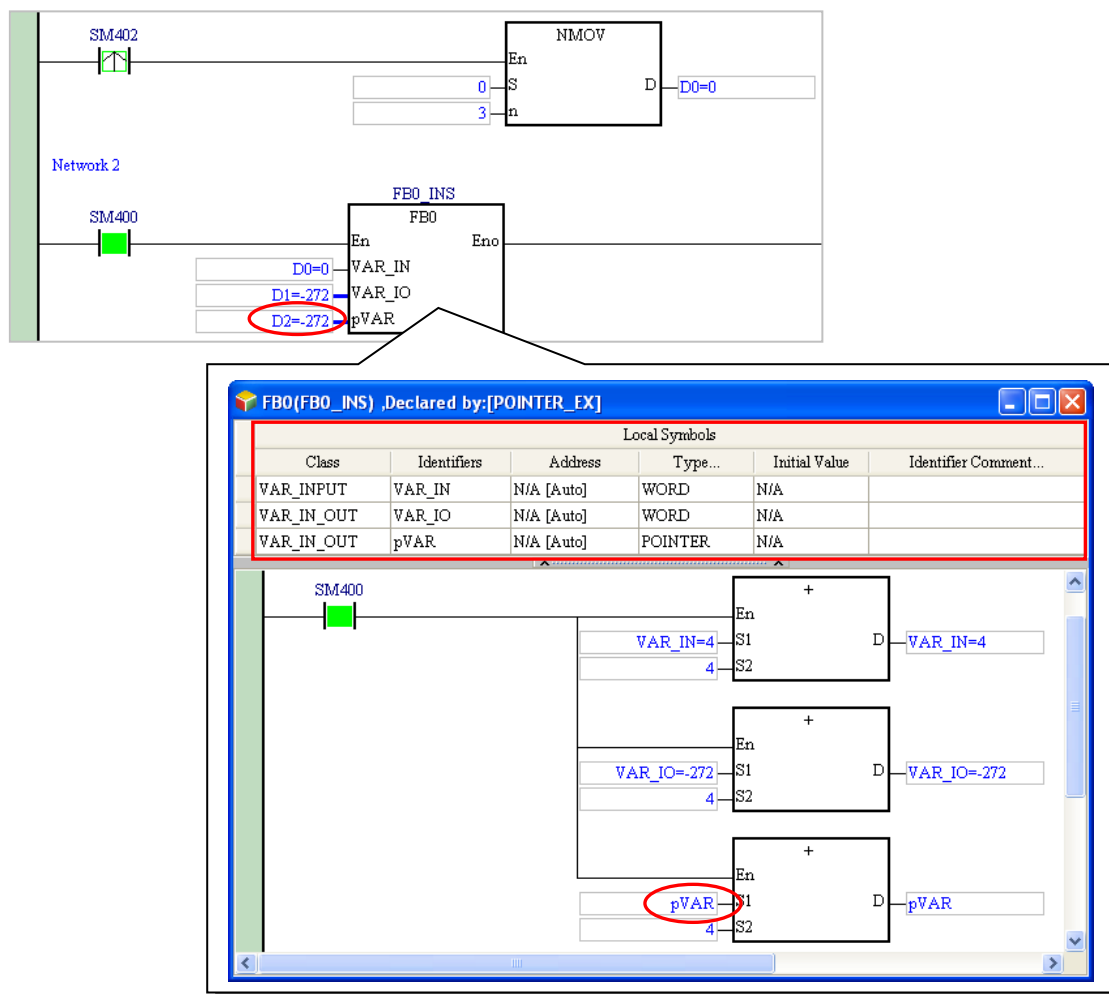 SM402
NMOV
En
0 S D D0=0
3 n
Network 2
FB0_INS
SM400
FB0
En Eno
D0=0 VAR_IN
D1=-272 VAR_IO
D2=-272 pVAR
FB0(FB0_INS) ,Declared by:[POINTER_EX]
Local Symbols
Class Identifiers Address Type... Initial Value Identifier Comment...
VAR_INPUT VAR_IN N/A [Auto] WORD N/A
VAR_IN_OUT VAR_IO N/A [Auto] WORD N/A
VAR_IN_OUT pVAR N/A [Auto] POINTER N/A
SM400
+
En
VAR_IN=4 S1 D VAR_IN=4
4 S2
+
En
VAR_IO=-272 S1 D VAR_IO=-272
4 S2
+
En
pVAR S1 D pVAR
4 S2